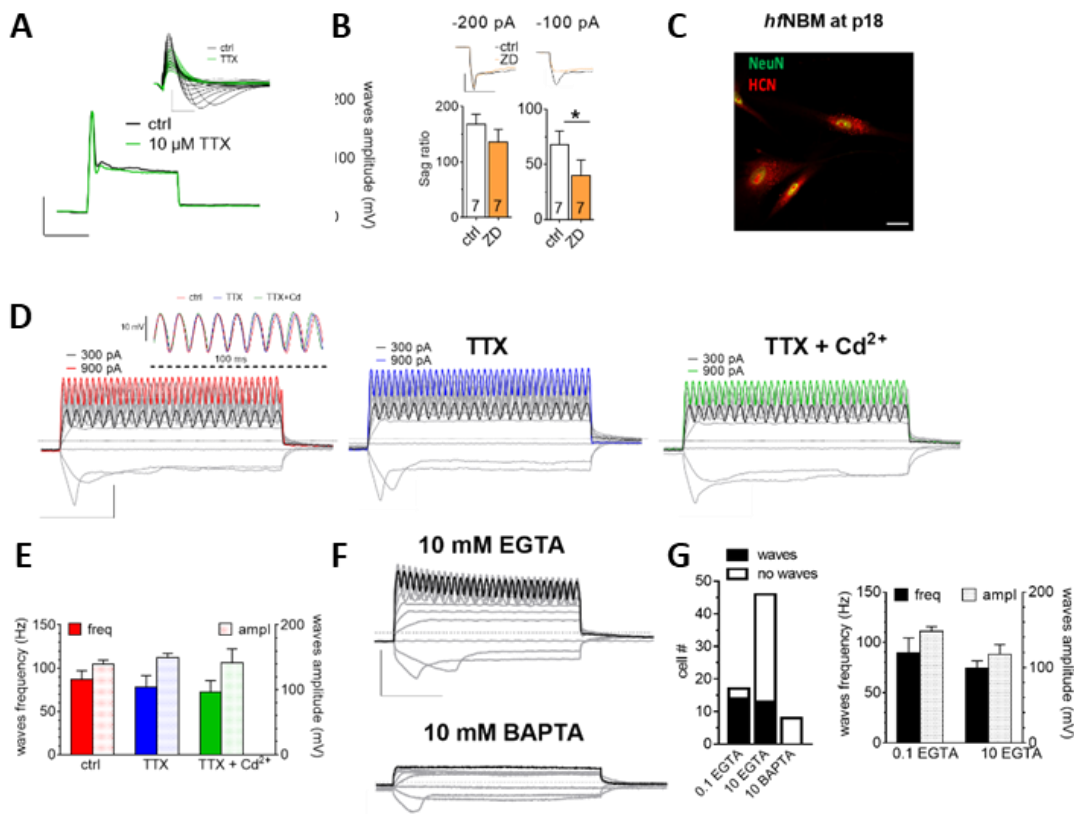 A
ctrl
TTX
ctrl
10 µM TTX
B
-200 pA
-100 pA
-ctrl
-ZD
waves amplitude (mV)
200
100
0
Sag ratio
200
150
100
50
0
7
7
ctrl
ZD
100
75
50
25
0
*
7
7
ctrl
ZD
C
hfNBM at p18
NeuN
HCN
D
ctrl
TTX
TTX+Cd
10 mV
100 ms
300 pA
900 pA
TTX
300 pA
900 pA
TTX + Cd²⁺
300 pA
900 pA
E
waves frequency (Hz)
150
100
50
0
freq
ampl
200
100
0
waves amplitude (mV)
ctrl
TTX
TTX + Cd²⁺
F
10 mM EGTA
10 mM BAPTA
G
waves
no waves
cell #
50
40
30
20
10
0
0.1 EGTA
10 EGTA
10 BAPTA
waves frequency (Hz)
150
100
50
0
freq
ampl
200
100
0
waves amplitude (mV)
0.1 EGTA
10 EGTA